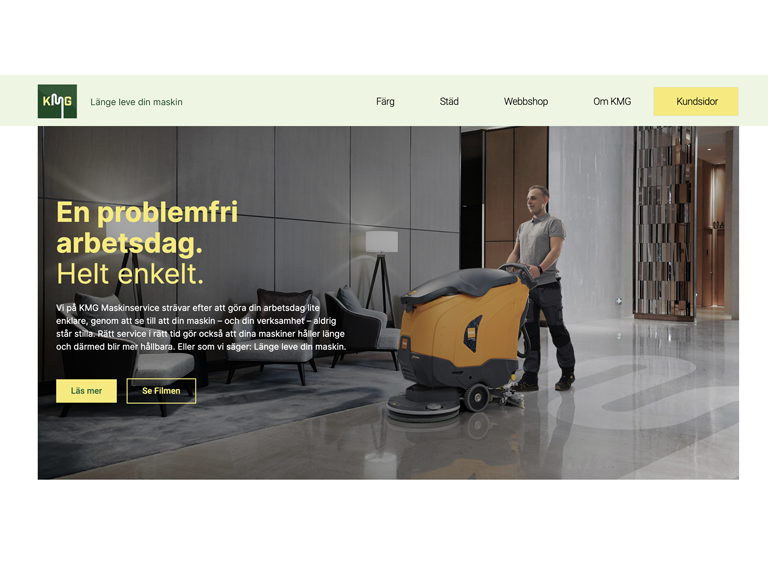 KMG
Länge leve din maskin
Färg
Städ
Webbshop
Om KMG
Kundsidor
En problemfri
arbetsdag.
Helt enkelt.
Vi på KMG Maskinservice strävar efter att göra din arbetsdag lite
enklare, genom att se till att din maskin – och din verksamhet – aldrig
står stilla. Rätt service i rätt tid gör också att dina maskiner håller länge
och därmed blir mer hållbara. Eller som vi säger: Länge leve din maskin.
Läs mer
Se Filmen